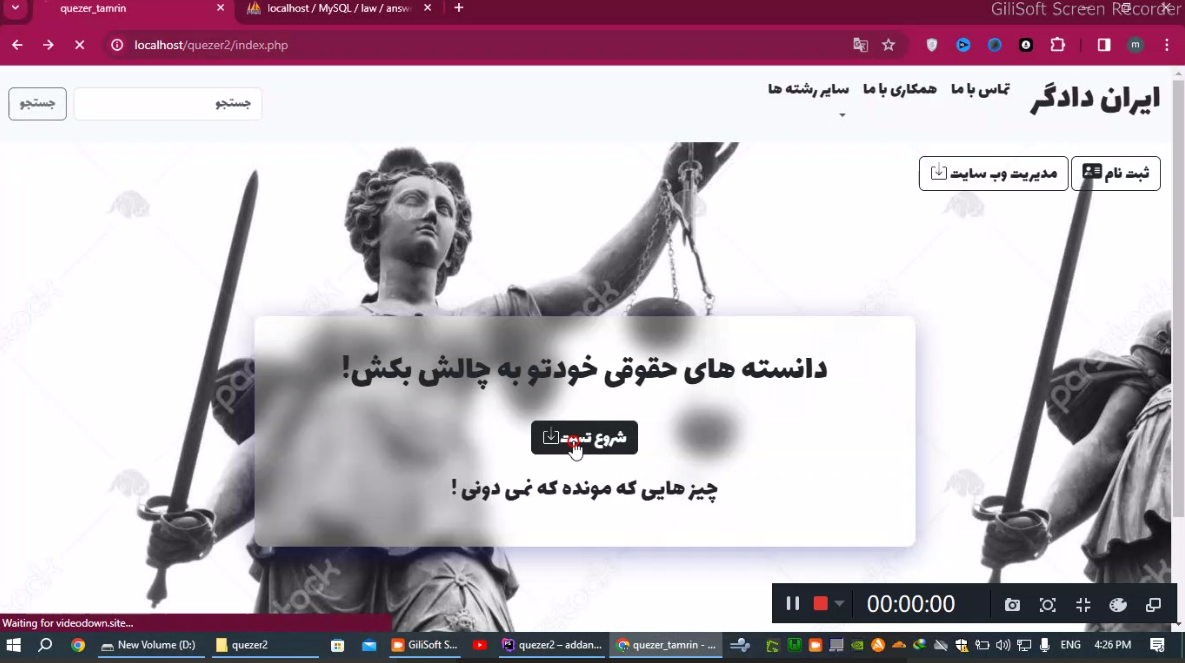 quezer_tamrin
localhost / MySQL / law / answ
GiliSoft Screen Recorder
localhost/quezer2/index.php
m
ایران دادگر
تماس با ما
همکاری با ما
سایر رشته ها
جستجو
جستجو
ثبت نام
مدیریت وب سایت
دانسته های حقوقی خودتو به چالش بکش!
شروع تست
چیز هایی که مونده که نمی دونی !
00:00:00
Waiting for videodown.site...
New Volume (D:)
quezer2
GiliSoft S...
quezer2 – addan...
quezer_tamrin - ...
ENG
4:26 PM